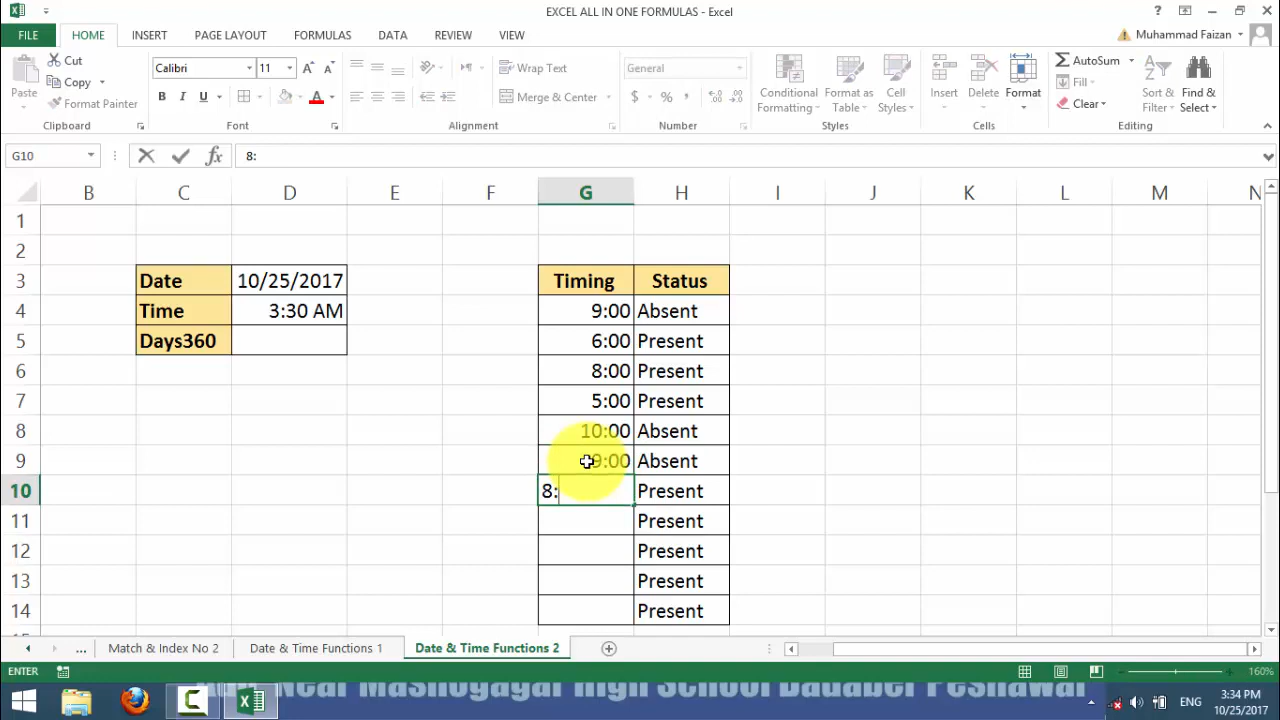 EXCEL ALL IN ONE FORMULAS - Excel
FILE HOME INSERT PAGE LAYOUT FORMULAS DATA REVIEW VIEW Muhammad Faizan
Cut
Copy
Format Painter
Paste
Clipboard
Calibri 11
B I U A
Font
Wrap Text
Merge & Center
Alignment
General
$ % ,
Number
Conditional Formatting
Format as Table
Cell Styles
Styles
Insert Delete Format
Cells
AutoSum
Fill
Clear
Sort & Filter
Find & Select
Editing
G10 fx 8:
B C D E F G H I J K L M N
1
2
3 Date 10/25/2017 Timing Status
4 Time 3:30 AM 9:00 Absent
5 Days360 6:00 Present
6 8:00 Present
7 5:00 Present
8 10:00 Absent
9 9:00 Absent
10 8: Present
11 Present
12 Present
13 Present
14 Present
... Match & Index No 2 Date & Time Functions 1 Date & Time Functions 2
ENTER 160%
ENG 3:34 PM
10/25/2017